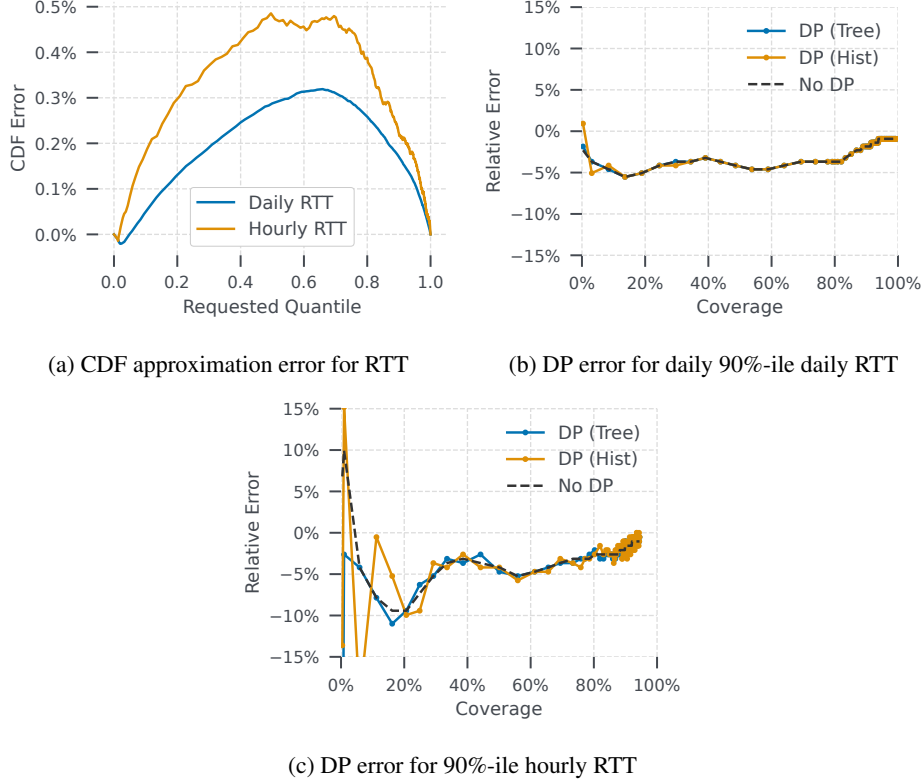 0.5%
0.4%
0.3%
0.2%
0.1%
0.0%
CDF Error
Daily RTT
Hourly RTT
0.0 0.2 0.4 0.6 0.8 1.0
Requested Quantile
(a) CDF approximation error for RTT
15%
10%
5%
0%
−5%
−10%
−15%
Relative Error
DP (Tree)
DP (Hist)
No DP
0% 20% 40% 60% 80% 100%
Coverage
(b) DP error for daily 90%-ile daily RTT
15%
10%
5%
0%
−5%
−10%
−15%
Relative Error
DP (Tree)
DP (Hist)
No DP
0% 20% 40% 60% 80% 100%
Coverage
(c) DP error for 90%-ile hourly RTT